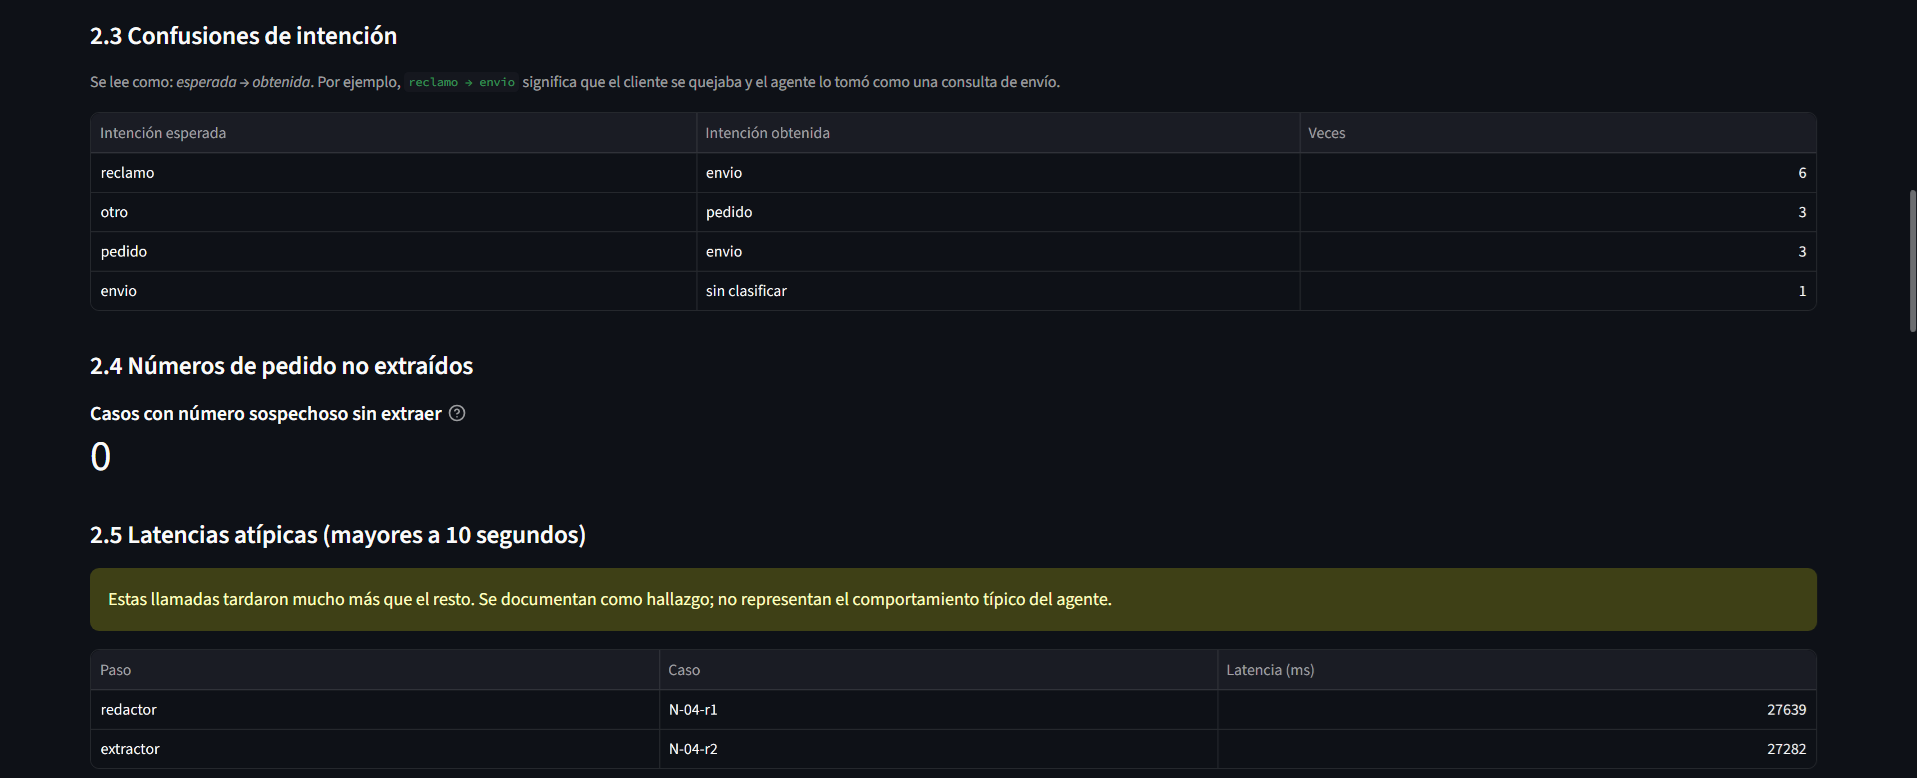 2.3 Confusiones de intención
Se lee como: esperada → obtenida. Por ejemplo, reclamo → envio significa que el cliente se quejaba y el agente lo tomó como una consulta de envío.
Intención esperada Intención obtenida Veces
reclamo envio 6
otro pedido 3
pedido envio 3
envio sin clasificar 1
2.4 Números de pedido no extraídos
Casos con número sospechoso sin extraer ?
0
2.5 Latencias atípicas (mayores a 10 segundos)
Estas llamadas tardaron mucho más que el resto. Se documentan como hallazgo; no representan el comportamiento típico del agente.
Paso Caso Latencia (ms)
redactor N-04-r1 27639
extractor N-04-r2 27282